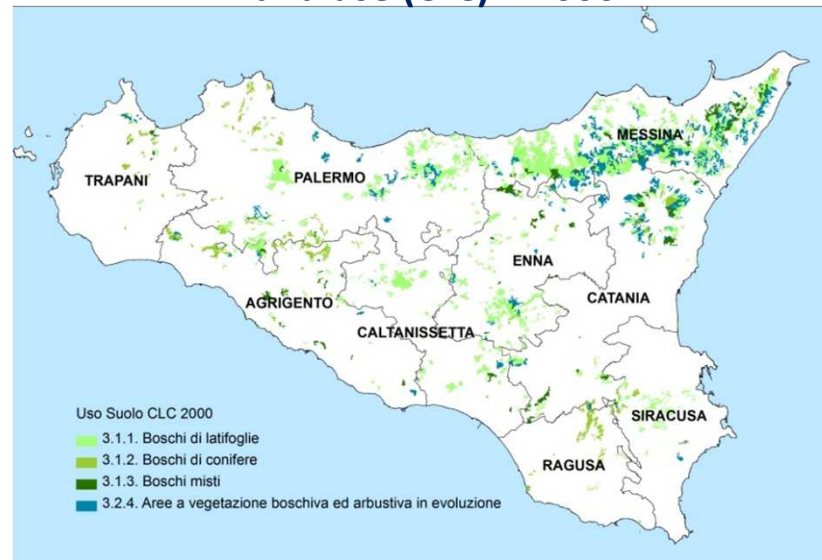 MESSINA
TRAPANI
PALERMO
ENNA
CATANIA
AGRIGENTO
CALTANISSETTA
SIRACUSA
RAGUSA
Uso Suolo CLC 2000
3.1.1. Boschi di latifoglie
3.1.2. Boschi di conifere
3.1.3. Boschi misti
3.2.4. Aree a vegetazione boschiva ed arbustiva in evoluzione